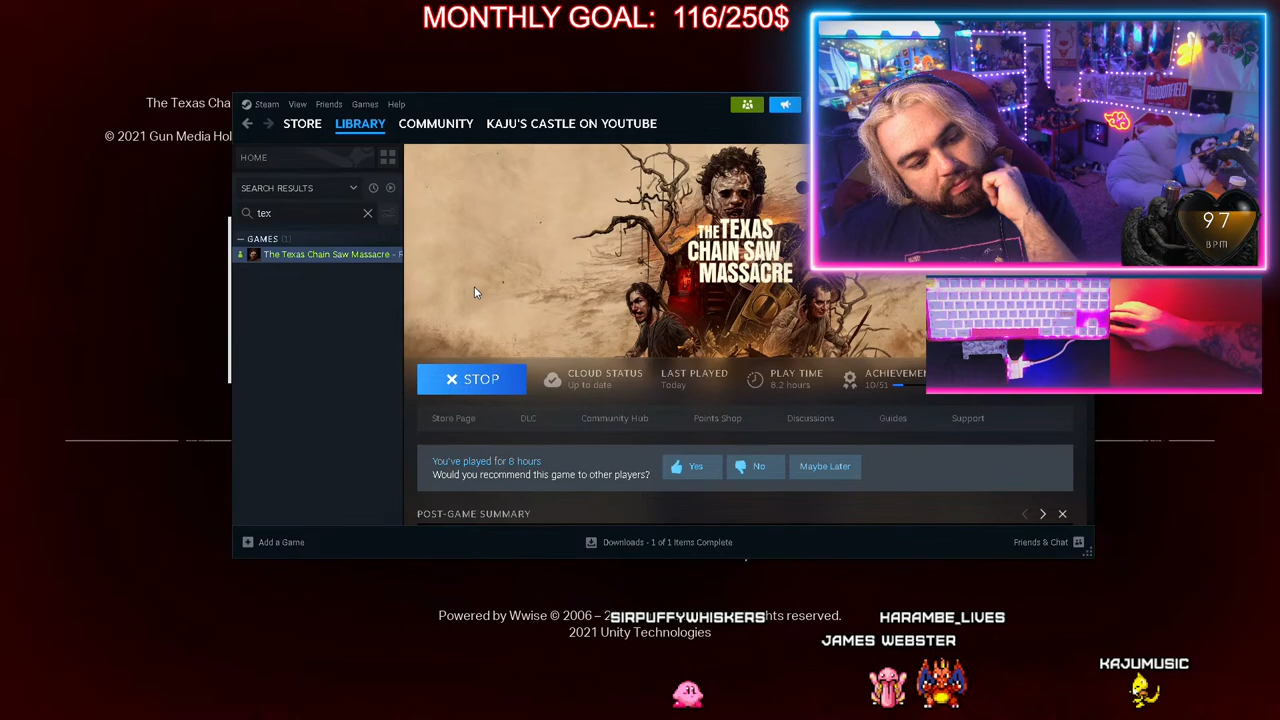 MONTHLY GOAL: 116/250$
The Texas Cha
© 2021 Gun Media Hol
Steam View Friends Games Help
STORE LIBRARY COMMUNITY KAJU'S CASTLE ON YOUTUBE
HOME
SEARCH RESULTS
tex
GAMES (1)
The Texas Chain Saw Massacre -
THE TEXAS
CHAIN SAW
MASSACRE
97
BPM
STOP
CLOUD STATUS
Up to date
LAST PLAYED
Today
PLAY TIME
8.2 hours
ACHIEVEMEN
10/51
Store Page DLC Community Hub Points Shop Discussions Guides Support
You've played for 8 hours
Would you recommend this game to other players?
Yes No Maybe Later
POST-GAME SUMMARY
Add a Game
Downloads - 1 of 1 Items Complete
Friends & Chat
Powered by Wwise © 2006 – 2
hts reserved.
2021 Unity Technologies
SIRPUFFYWHISKERS
HARAMBE_LIVES
JAMES WEBSTER
KAJUMUSIC